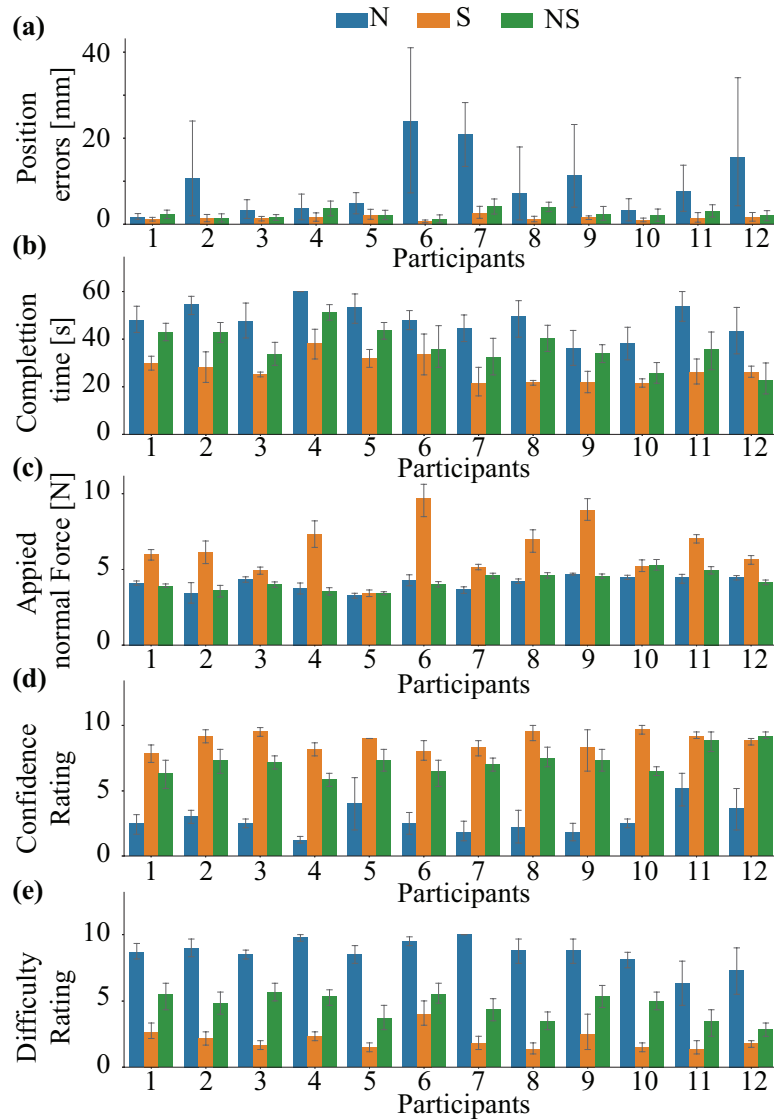 N S NS
(a)
Position
errors [mm]
40
20
0
1 2 3 4 5 6 7 8 9 10 11 12
Participants
(b)
Complettion
time [s]
60
40
20
0
1 2 3 4 5 6 7 8 9 10 11 12
Participants
(c)
Appied
normal Force [N]
10
5
0
1 2 3 4 5 6 7 8 9 10 11 12
Participants
(d)
Confidence
Rating
10
5
0
1 2 3 4 5 6 7 8 9 10 11 12
Participants
(e)
Difficulty
Rating
10
5
0
1 2 3 4 5 6 7 8 9 10 11 12
Participants